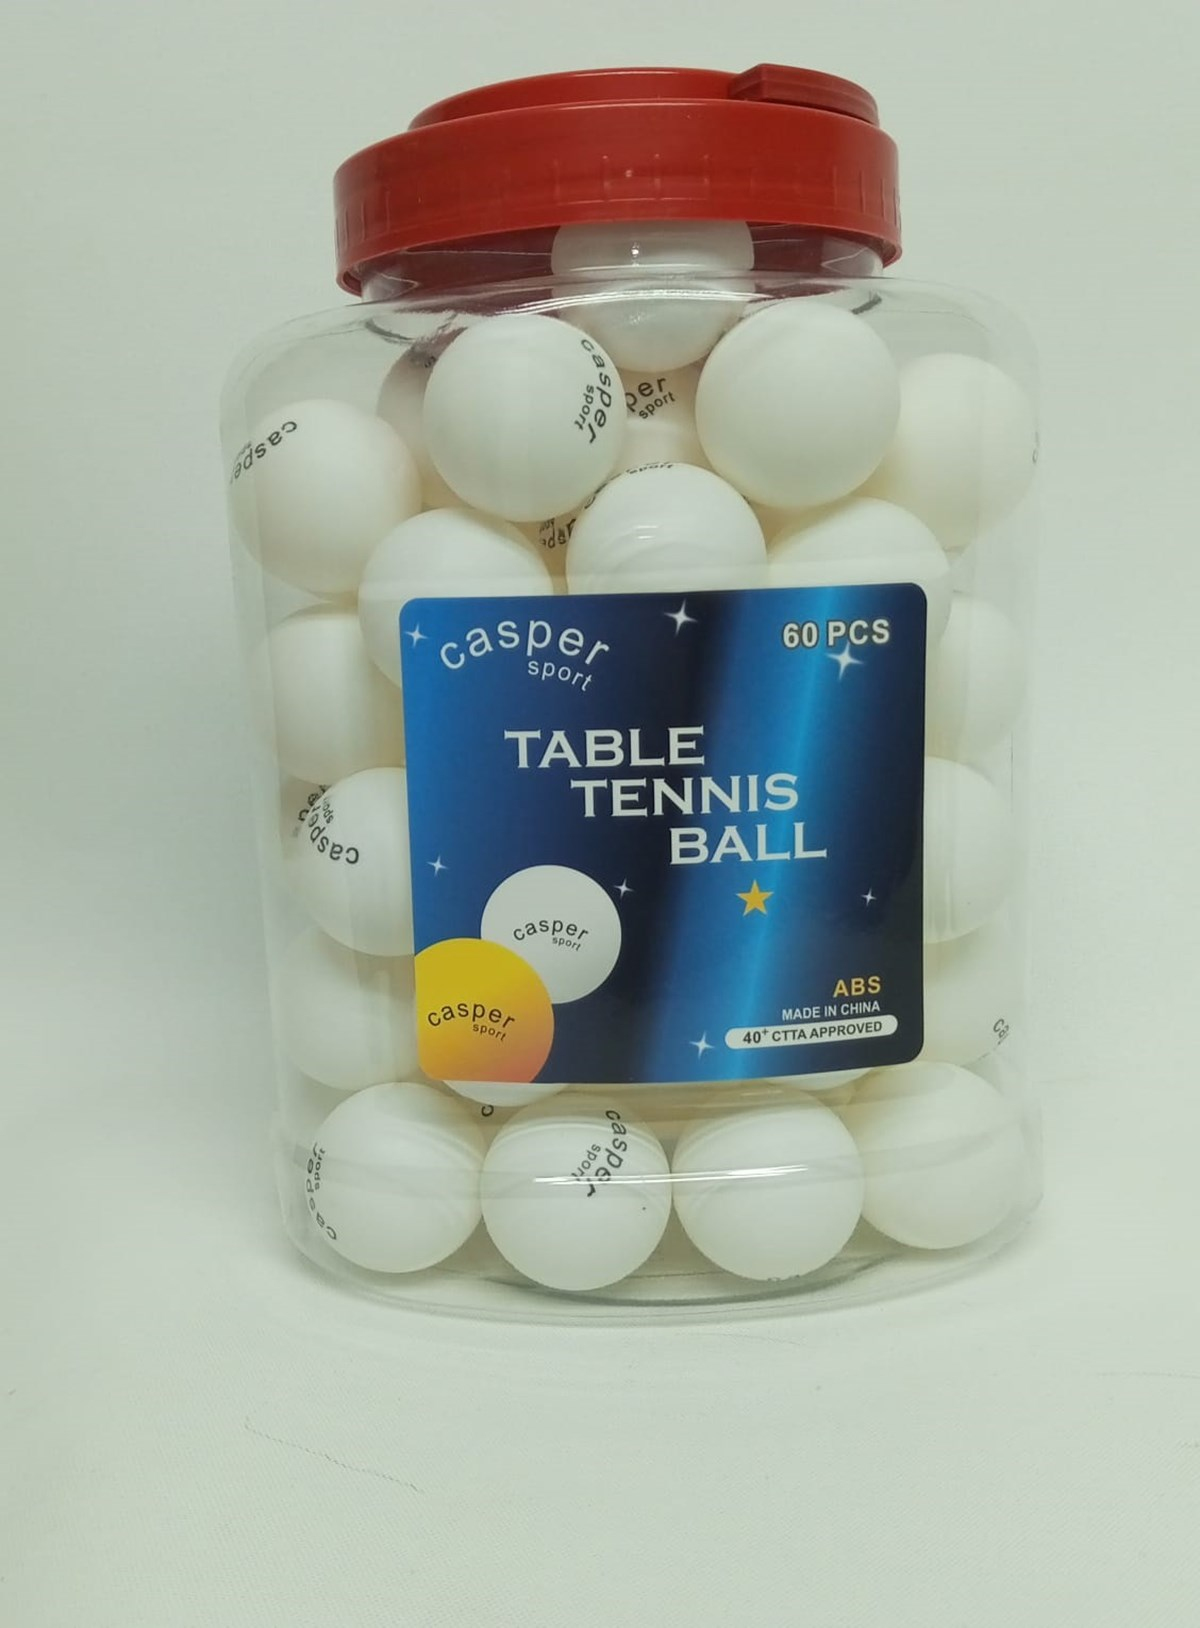 casper
sport
per
sport
casper
casper
sport
60 PCS
TABLE
TENNIS
BALL
casper
sport
casper
sport
casper
sport
ABS
MADE IN CHINA
40+ CTTA APPROVED
casper
sport
casper
sport